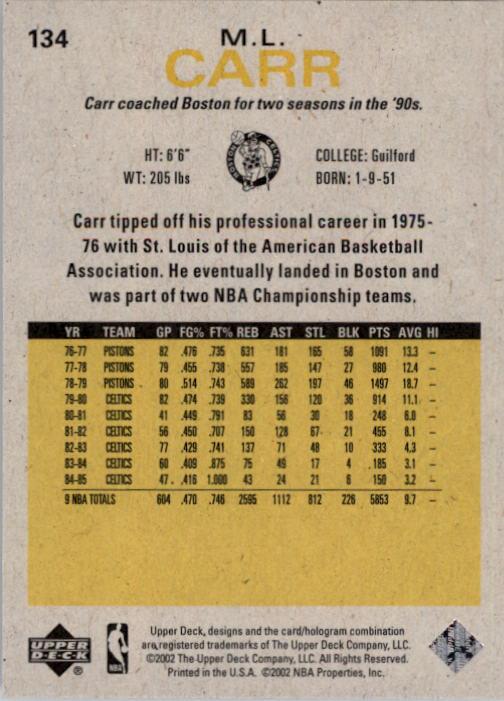 134
M.L.
CARR
Carr coached Boston for two seasons in the '90s.
HT: 6'6"
WT: 205 lbs
BOSTON CELTICS
COLLEGE: Guilford
BORN: 1-9-51
Carr tipped off his professional career in 1975-
76 with St. Louis of the American Basketball
Association. He eventually landed in Boston and
was part of two NBA Championship teams.
YR TEAM GP FG% FT% REB AST STL BLK PTS AVG HI
76-77 PISTONS 82 .476 .735 631 181 165 58 1091 13.3 –
77-78 PISTONS 79 .455 .738 557 185 147 27 980 12.4 –
78-79 PISTONS 80 .514 .743 589 262 197 46 1497 18.7 –
79-80 CELTICS 82 .474 .739 330 156 120 36 914 11.1 –
80-81 CELTICS 41 .449 .791 83 56 30 18 248 6.0 –
81-82 CELTICS 56 .450 .707 150 128 67 21 455 8.1 –
82-83 CELTICS 77 .429 .741 137 71 48 10 333 4.3 –
83-84 CELTICS 60 .409 .875 75 49 17 4 185 3.1 –
84-85 CELTICS 47 .416 1.000 43 24 21 6 150 3.2 –
9 NBA TOTALS 604 .470 .746 2595 1112 812 226 5853 9.7 –
UPPER
DECK
®
NBA
Upper Deck, designs and the card/hologram combination
are registered trademarks of The Upper Deck Company, LLC.
©2002 The Upper Deck Company, LLC. All Rights Reserved.
Printed in the U.S.A. ©2002 NBA Properties, Inc.